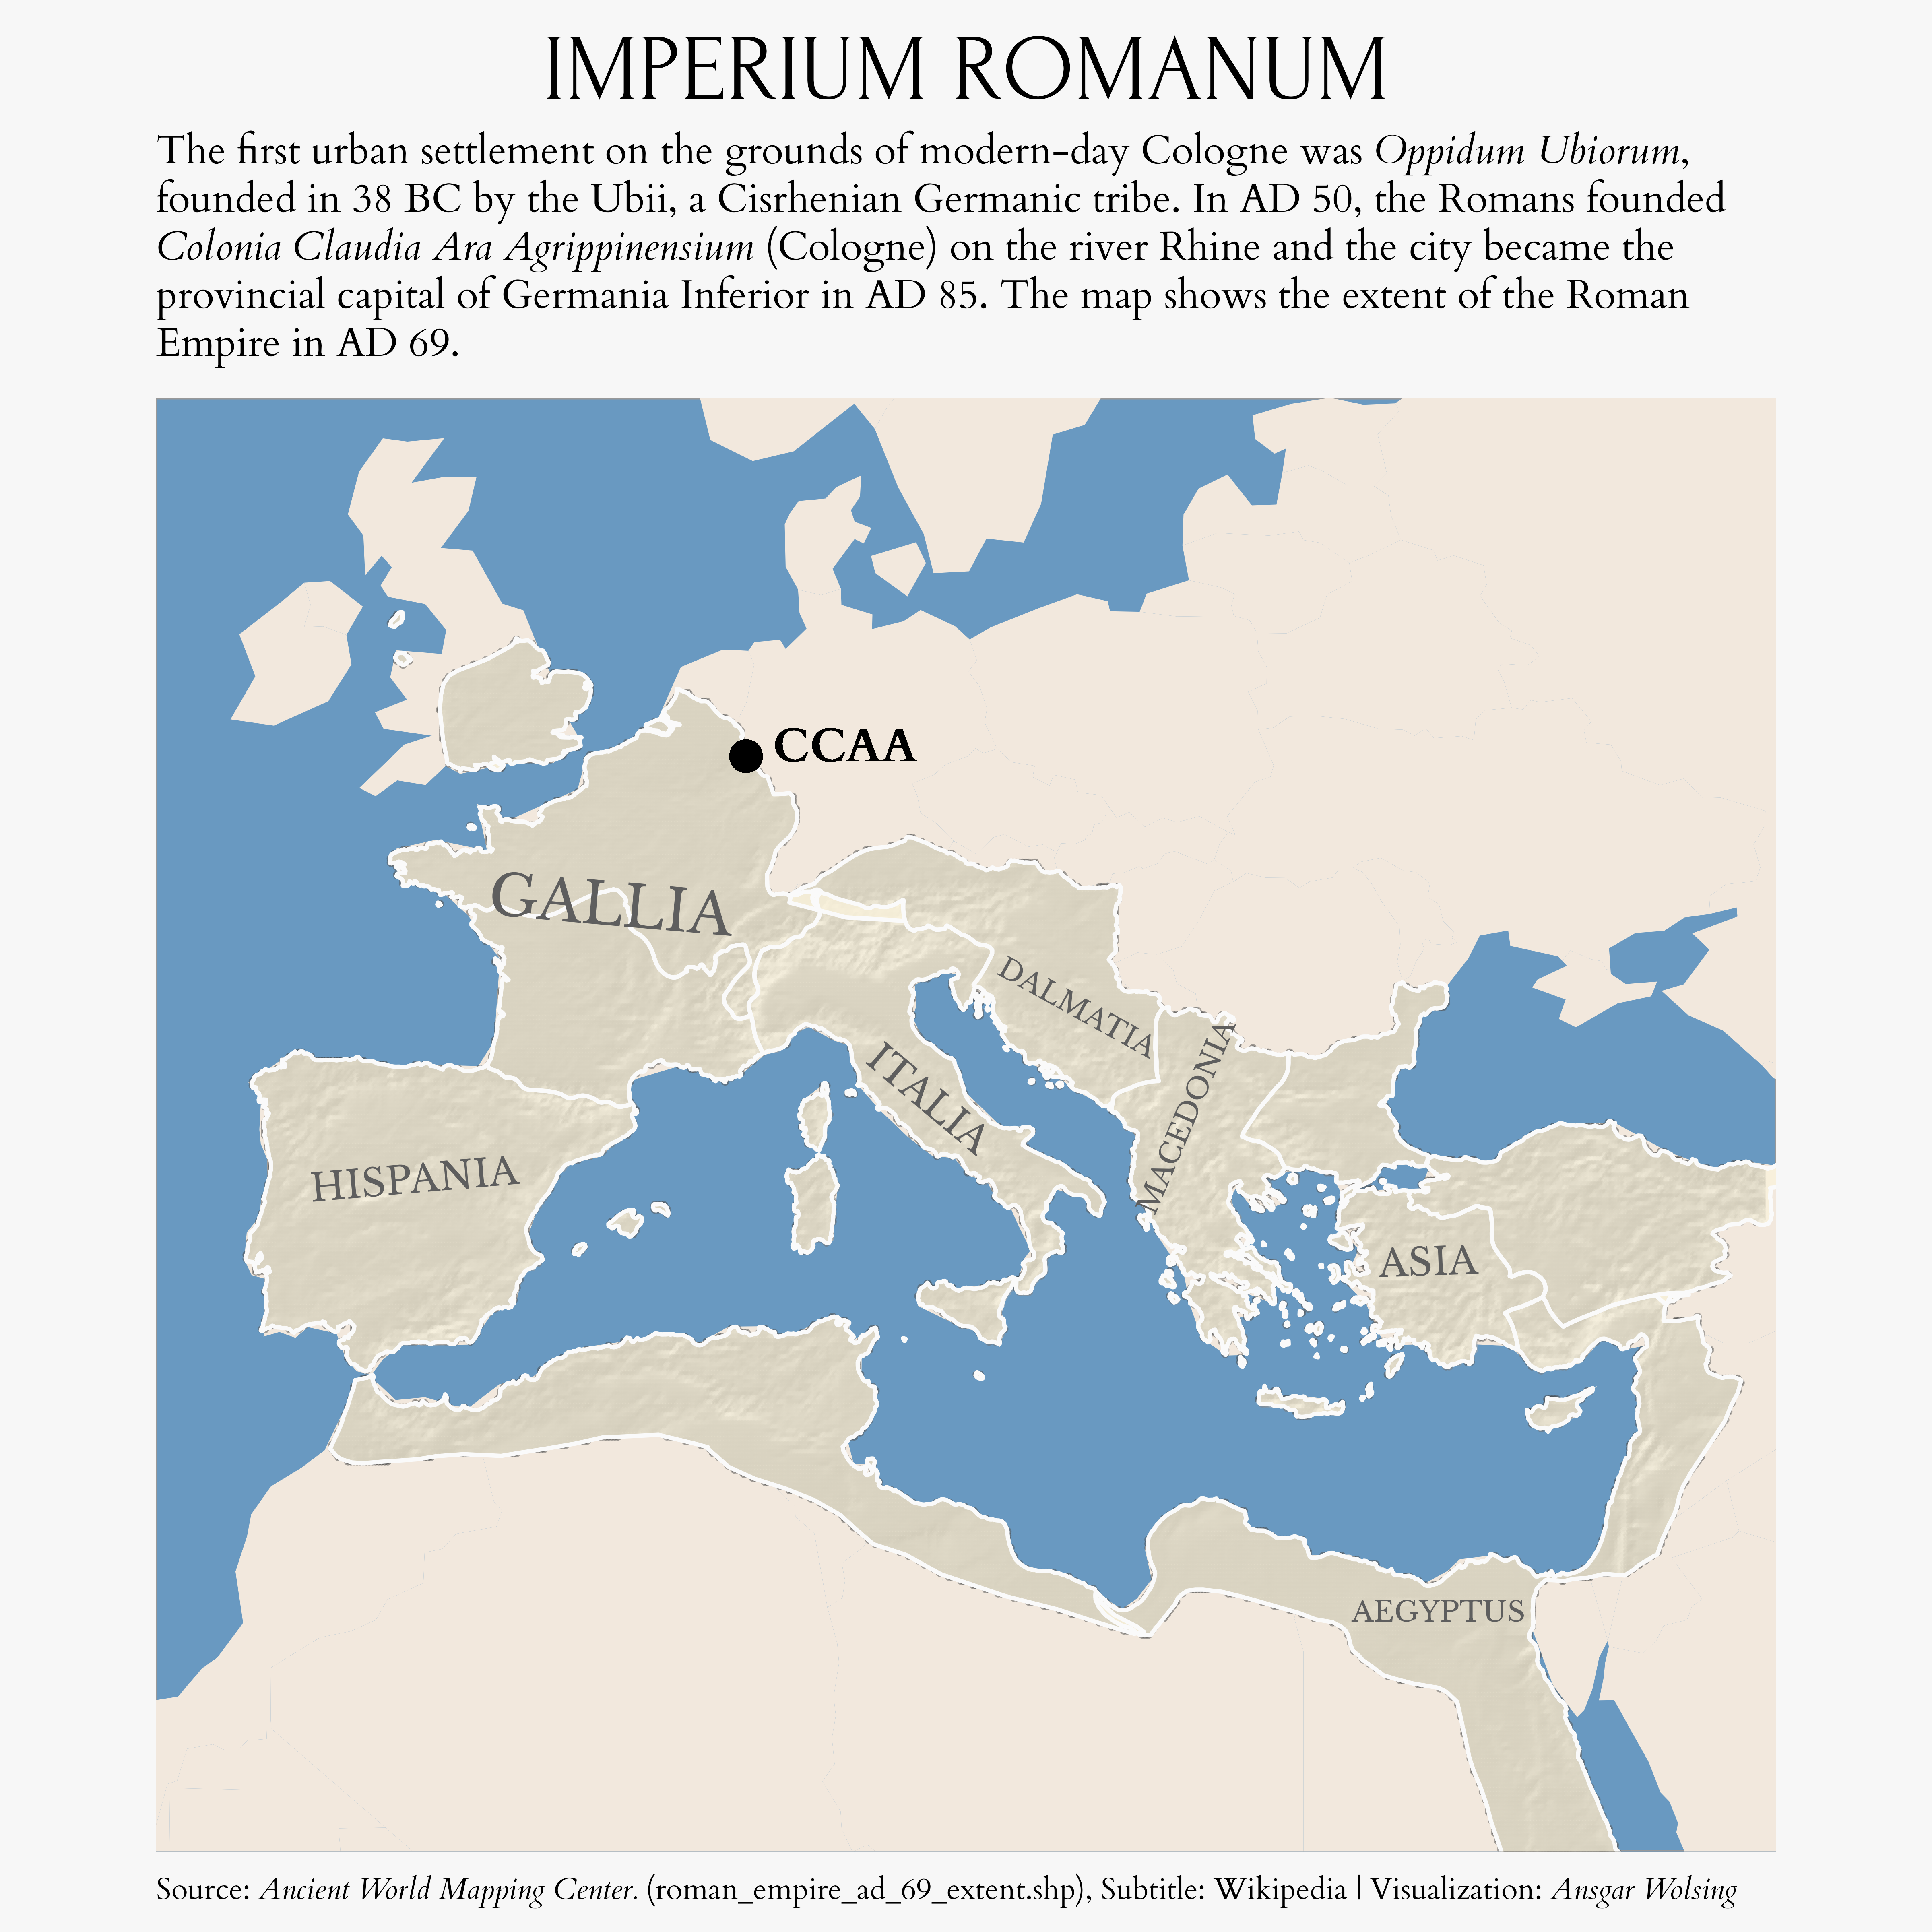 IMPERIUM ROMANUM
The first urban settlement on the grounds of modern-day Cologne was Oppidum Ubiorum,
founded in 38 BC by the Ubii, a Cisrhenian Germanic tribe. In AD 50, the Romans founded
Colonia Claudia Ara Agrippinensium (Cologne) on the river Rhine and the city became the
provincial capital of Germania Inferior in AD 85. The map shows the extent of the Roman
Empire in AD 69.
CCAA
GALLIA
DALMATIA
MACEDONIA
ITALIA
HISPANIA
ASIA
AEGYPTUS
Source: Ancient World Mapping Center. (roman_empire_ad_69_extent.shp), Subtitle: Wikipedia | Visualization: Ansgar Wolsing